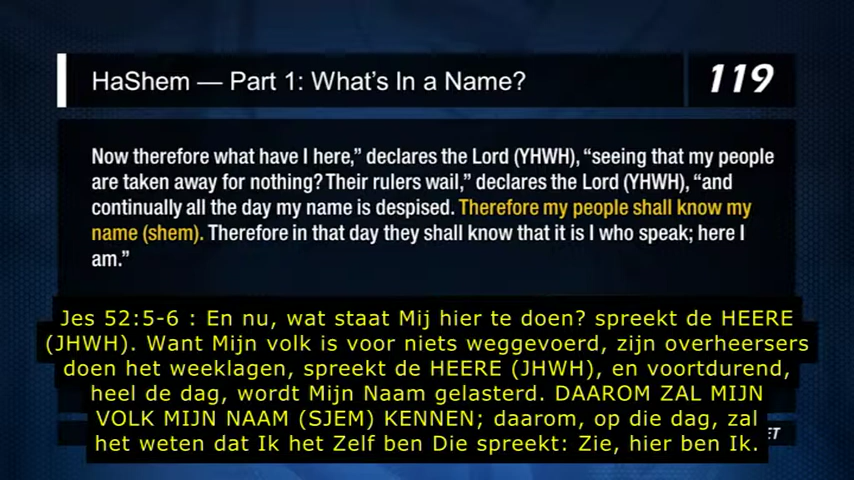 HaShem — Part 1: What's In a Name?
119
Now therefore what have I here,” declares the Lord (YHWH), “seeing that my people
are taken away for nothing? Their rulers wail,” declares the Lord (YHWH), “and
continually all the day my name is despised. Therefore my people shall know my
name (shem). Therefore in that day they shall know that it is I who speak; here I
am.”
Jes 52:5-6 : En nu, wat staat Mij hier te doen? spreekt de HEERE
(JHWH). Want Mijn volk is voor niets weggevoerd, zijn overheersers
doen het weeklagen, spreekt de HEERE (JHWH), en voortdurend,
heel de dag, wordt Mijn Naam gelasterd. DAAROM ZAL MIJN
VOLK MIJN NAAM (SJEM) KENNEN; daarom, op die dag, zal
het weten dat Ik het Zelf ben Die spreekt: Zie, hier ben Ik.